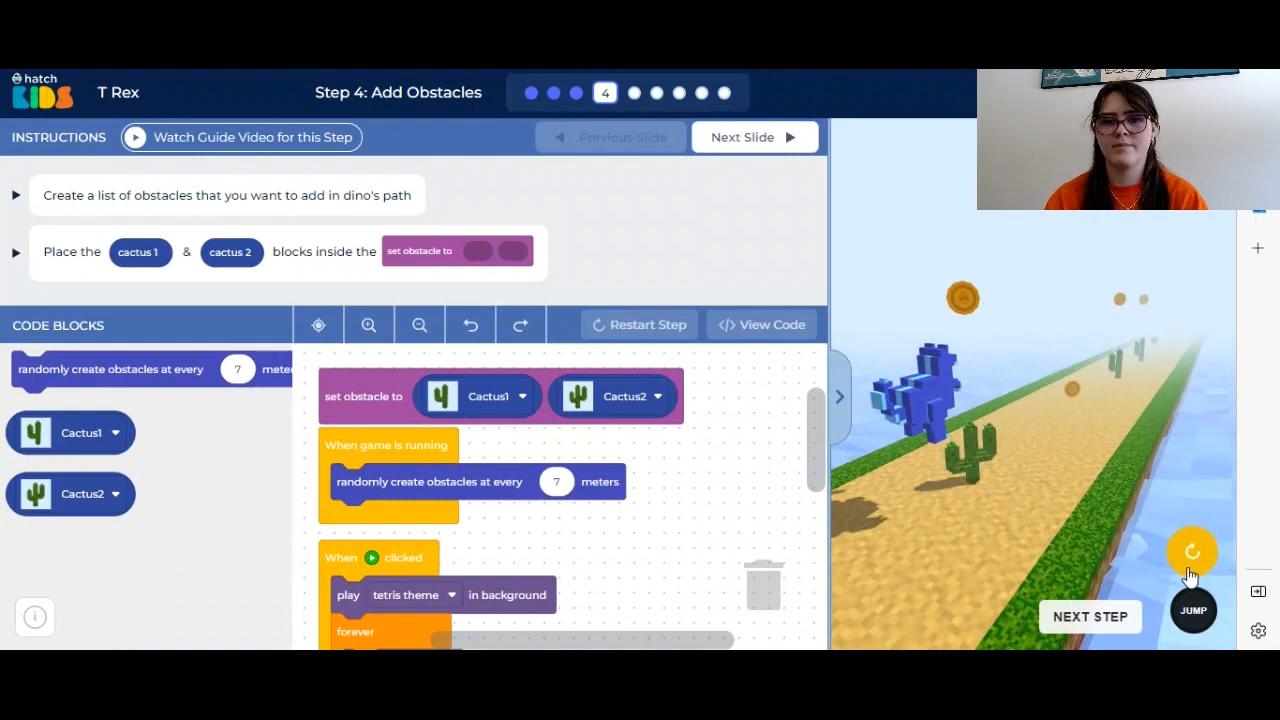 hatch
KIDS
T Rex
Step 4: Add Obstacles
4
INSTRUCTIONS
Watch Guide Video for this Step
Previous Slide
Next Slide
Create a list of obstacles that you want to add in dino's path
Place the cactus 1 & cactus 2 blocks inside the set obstacle to
CODE BLOCKS
Restart Step
</> View Code
randomly create obstacles at every 7 meter
Cactus1
Cactus2
set obstacle to Cactus1 Cactus2
When game is running
randomly create obstacles at every 7 meters
When clicked
play tetris theme in background
forever
NEXT STEP
JUMP